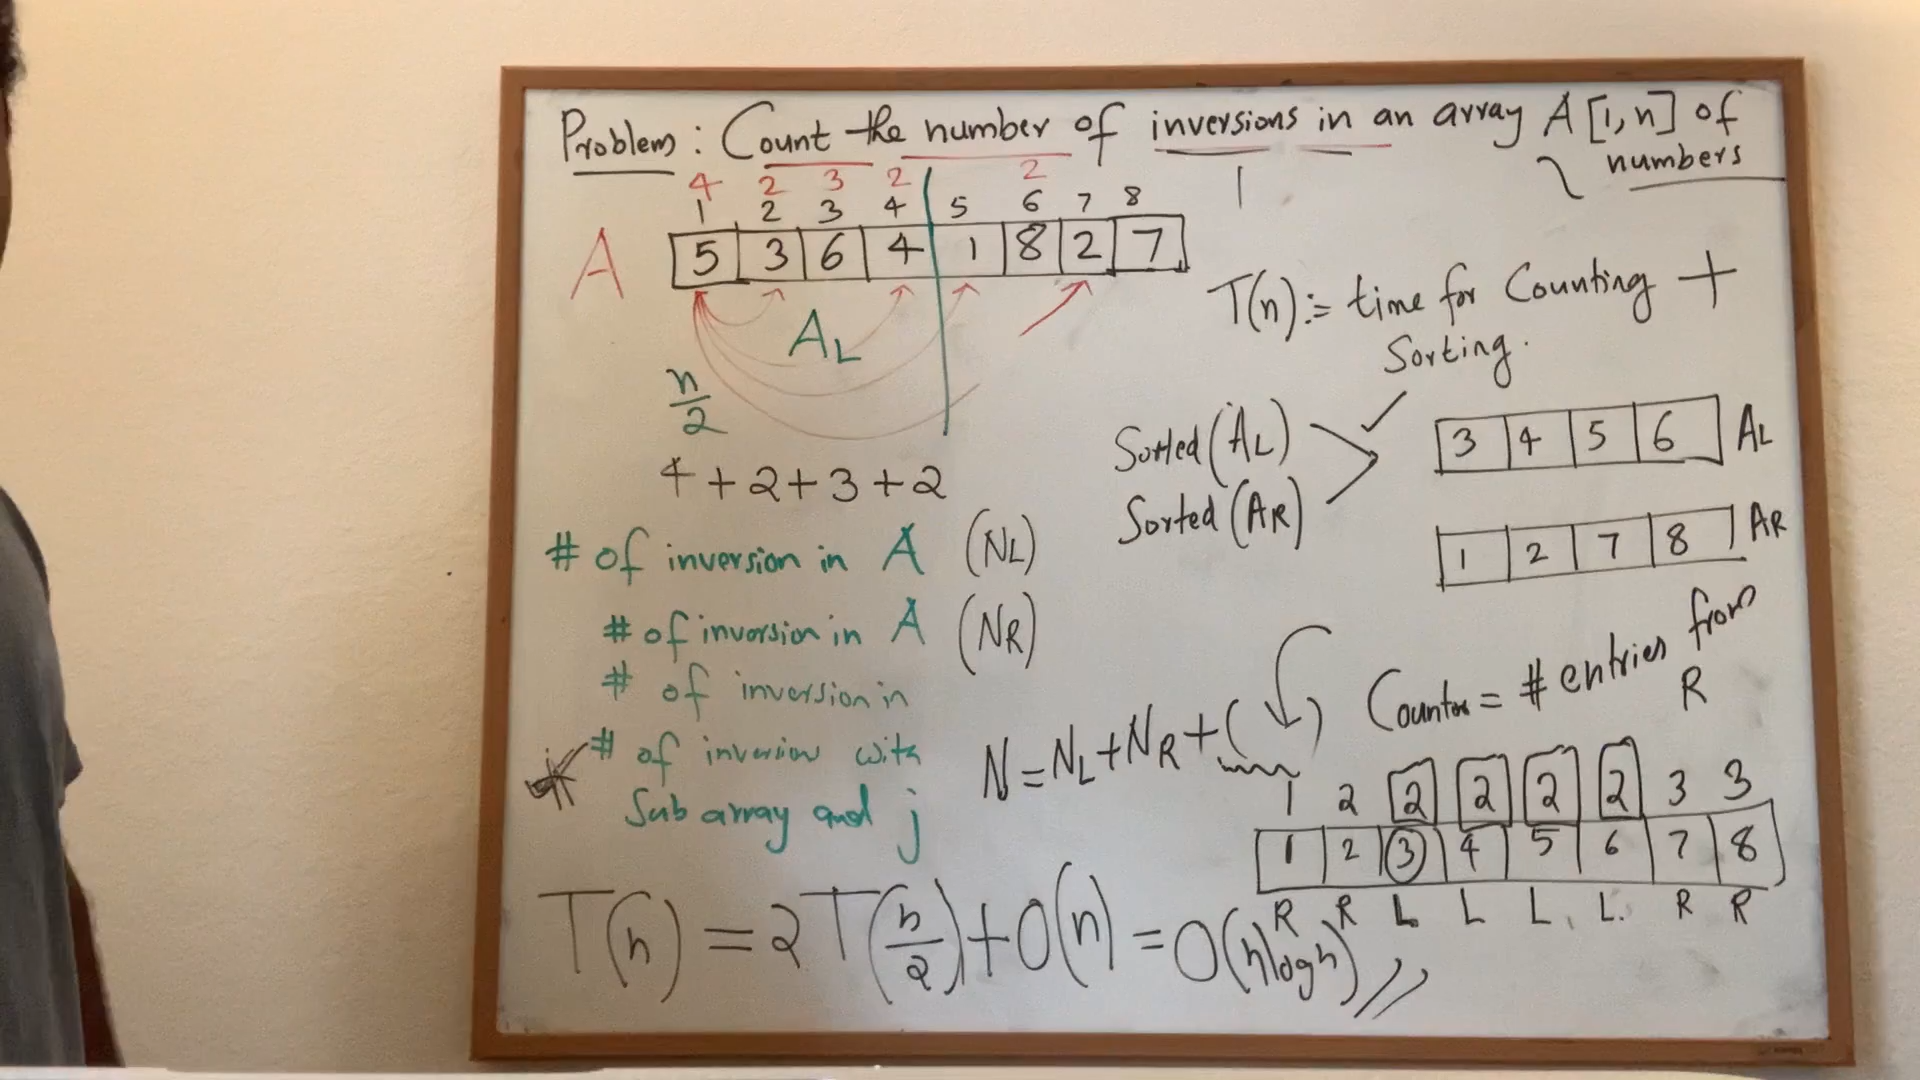 Problem: Count the number of inversions in an array A[1,n] of
numbers
4 2 3 2 2
1 2 3 4 5 6 7 8
A 5 3 6 4 1 8 2 7
AL
n/2
4+2+3+2
T(n):= time for Counting +
Sorting.
Sorted(AL)
Sorted(AR)
3 4 5 6 AL
1 2 7 8 AR
# of inversion in A (NL)
# of inversion in A (NR)
# of inversion in
# of inversion with
Sub array and j
N=NL+NR+( )
= # entries from
R
1 2 2 2 2 2 3 3
1 2 3 4 5 6 7 8
R R L L L L. R R
T(n) = 2T(n/2)+O(n) = O(nlogn)